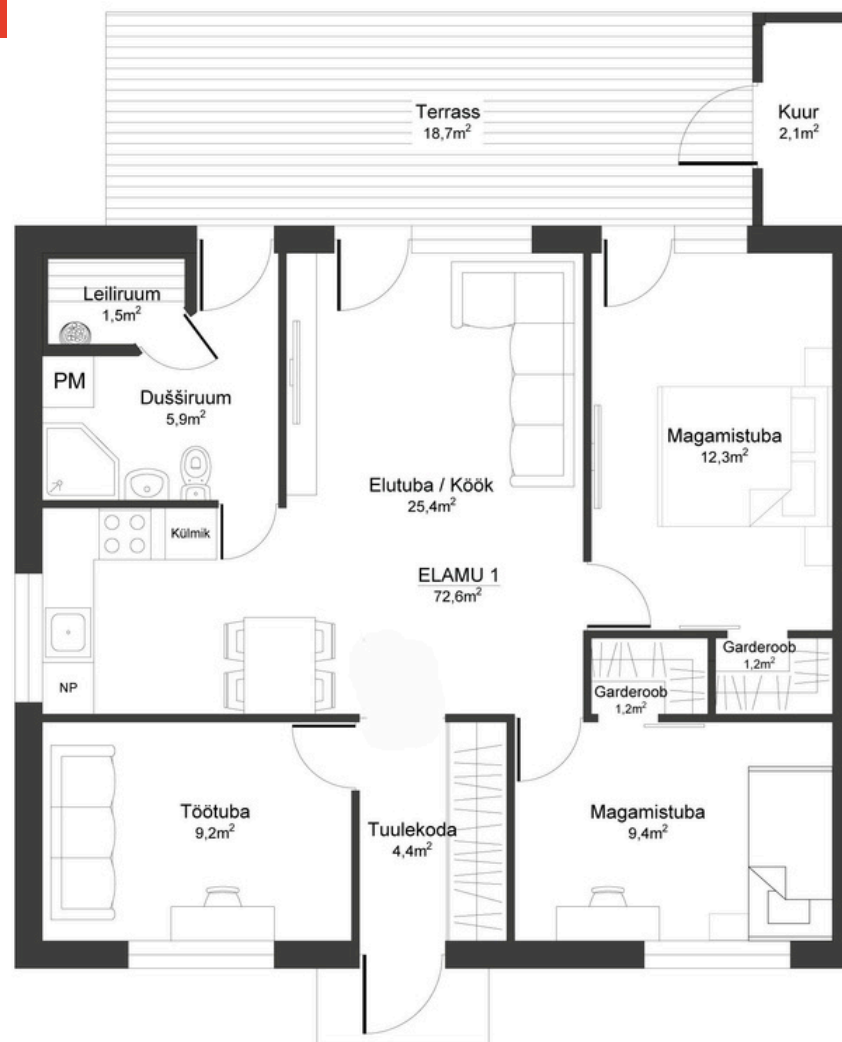 Terrass
18,7m²
Kuur
2,1m²
Leiliruum
1,5m²
PM
Dušširuum
5,9m²
Magamistuba
12,3m²
Elutuba / Köök
25,4m²
Külmik
ELAMU 1
72,6m²
NP
Garderoob
1,2m²
Garderoob
1,2m²
Töötuba
9,2m²
Tuulekoda
4,4m²
Magamistuba
9,4m²